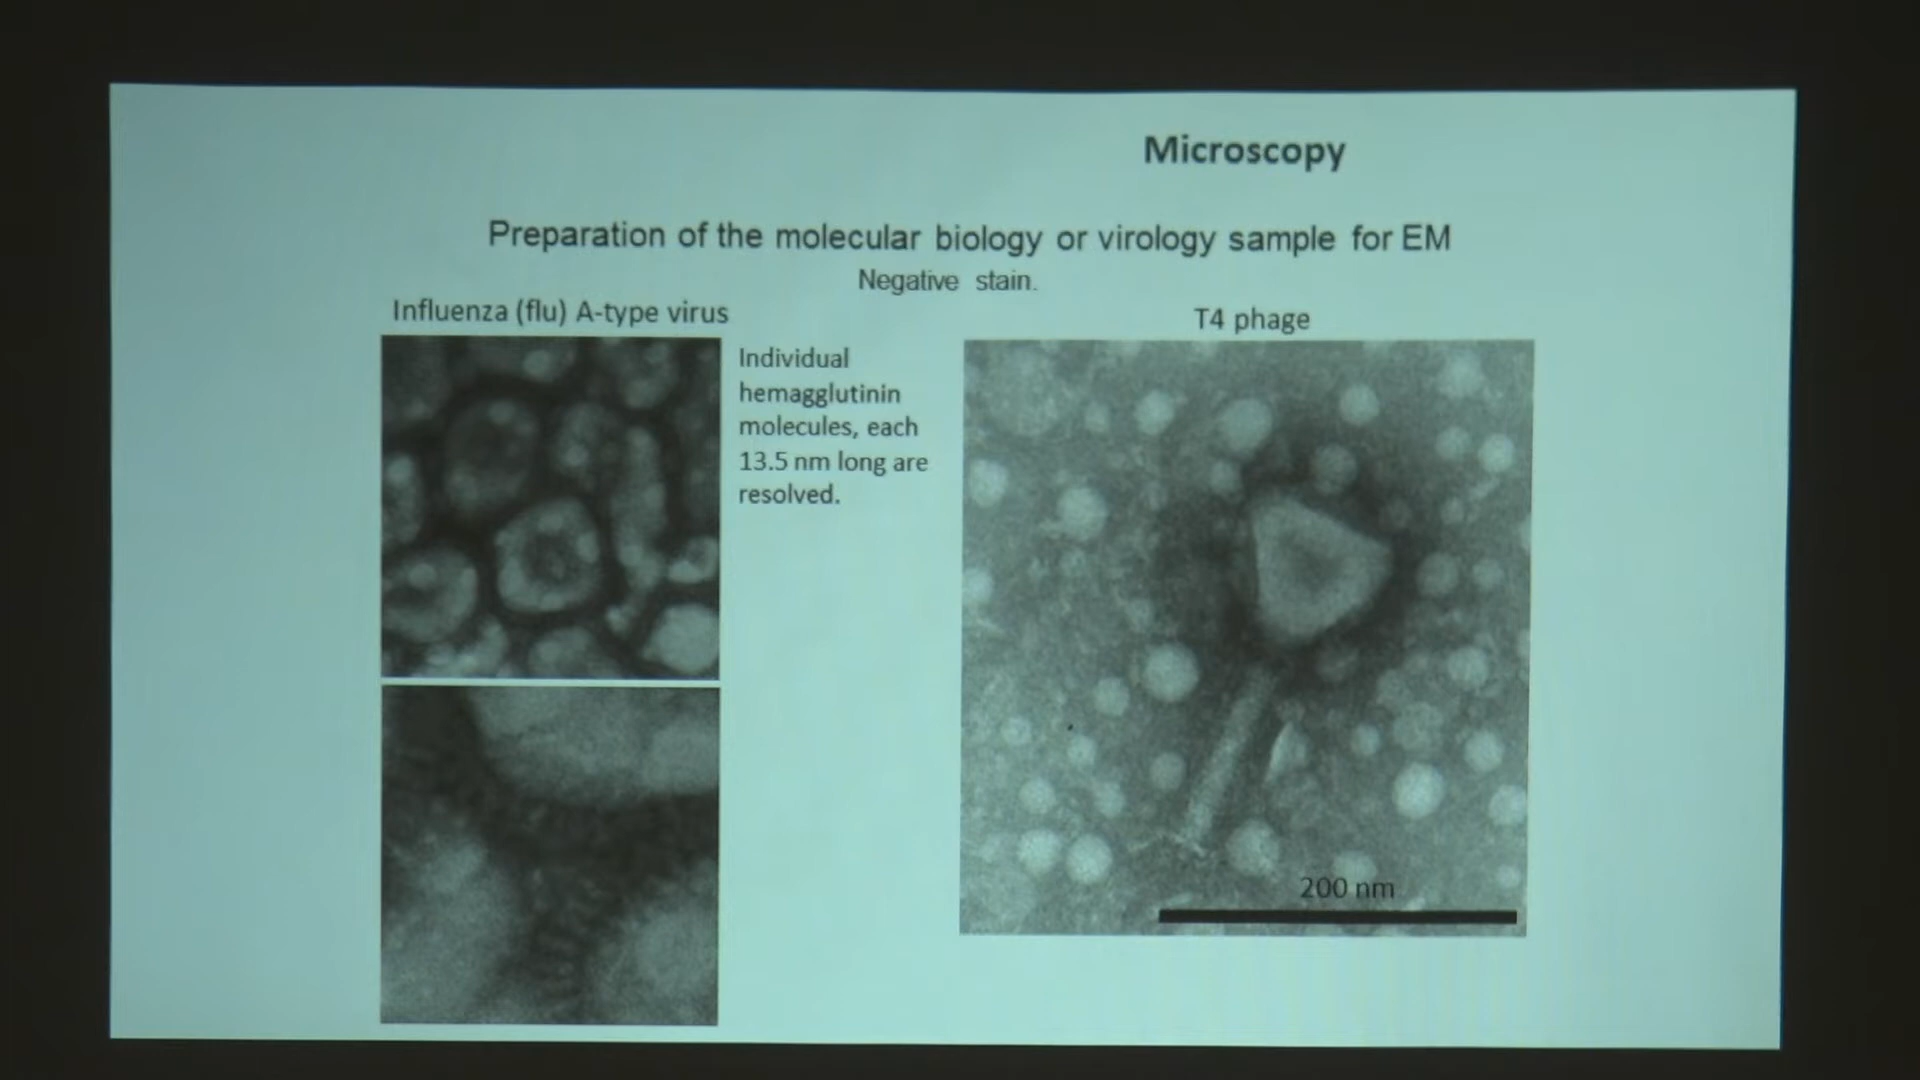 Microscopy
Preparation of the molecular biology or virology sample for EM
Negative stain.
Influenza (flu) A-type virus
Individual
hemagglutinin
molecules, each
13.5 nm long are
resolved.
T4 phage
200 nm